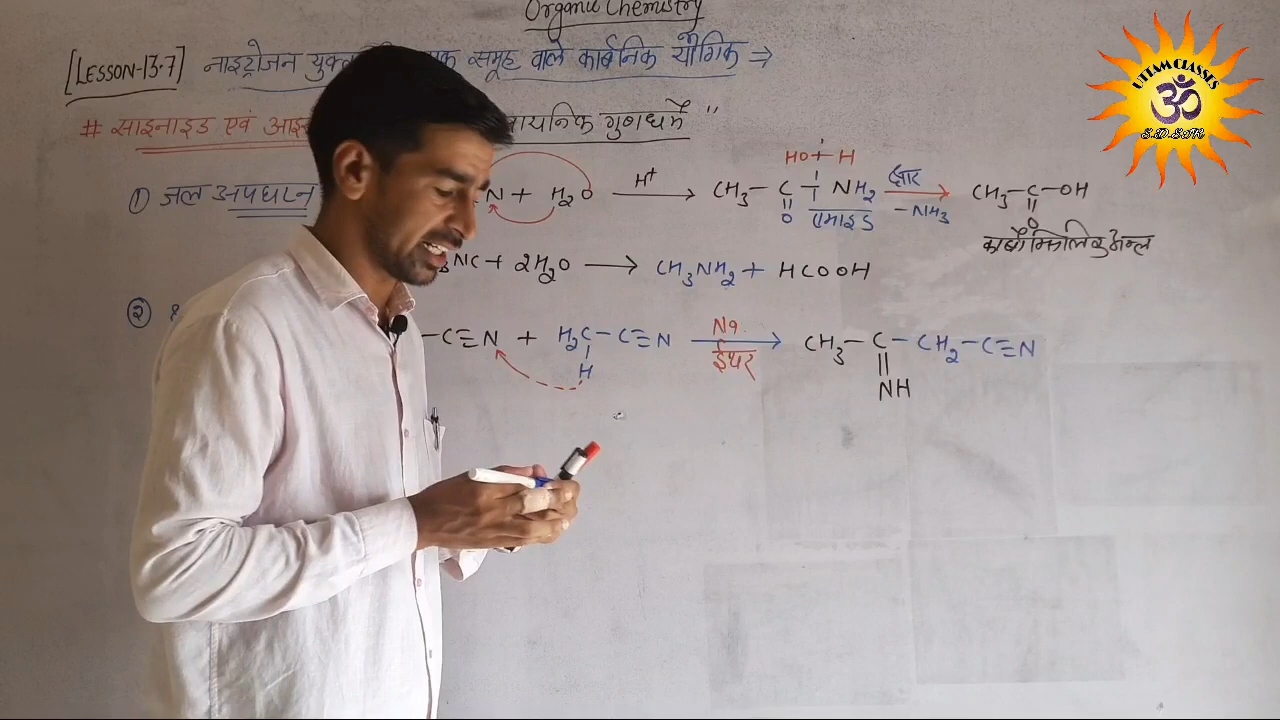 Organic Chemistry
[LESSON-13.7] नाइट्रोजन समूह वाले कार्बनिक यौगिक ⇒
# साइनाइड एवं गुणधर्म "
① जल अपघटन N + H₂O —H⁺→ CH₃–C(=O)–NH₂ HO + H एमाइड —क्षार, –NH₃→ CH₃–C(=O)–OH
कार्बोक्सिलिक अम्ल
NC + 2H₂O ⟶ CH₃NH₂ + HCOOH
② –C≡N + H₂C(H)–C≡N —Na, ईथर→ CH₃–C(=NH)–CH₂–C≡N
UTTAM CLASSES
ॐ